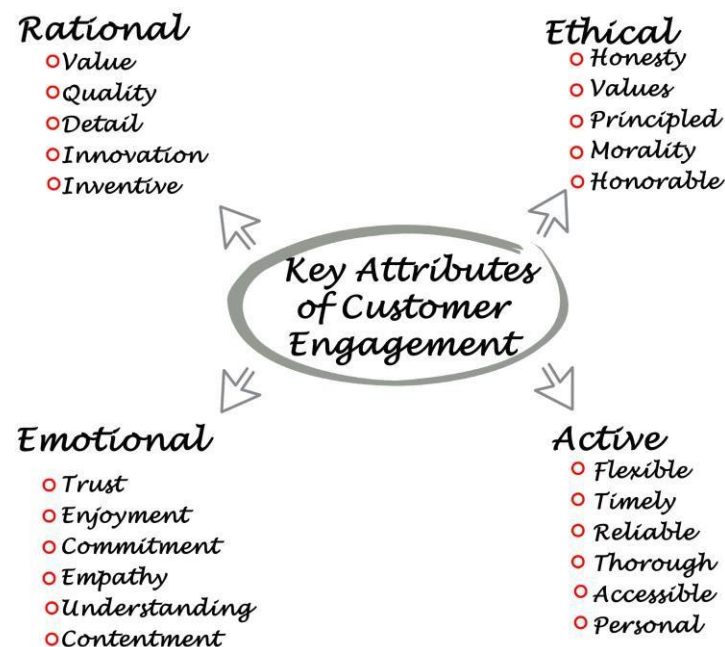 Rational
Value
Quality
Detail
Innovation
Inventive
Ethical
Honesty
Values
Principled
Morality
Honorable
Key Attributes
of Customer
Engagement
Emotional
Trust
Enjoyment
Commitment
Empathy
Understanding
Contentment
Active
Flexible
Timely
Reliable
Thorough
Accessible
Personal